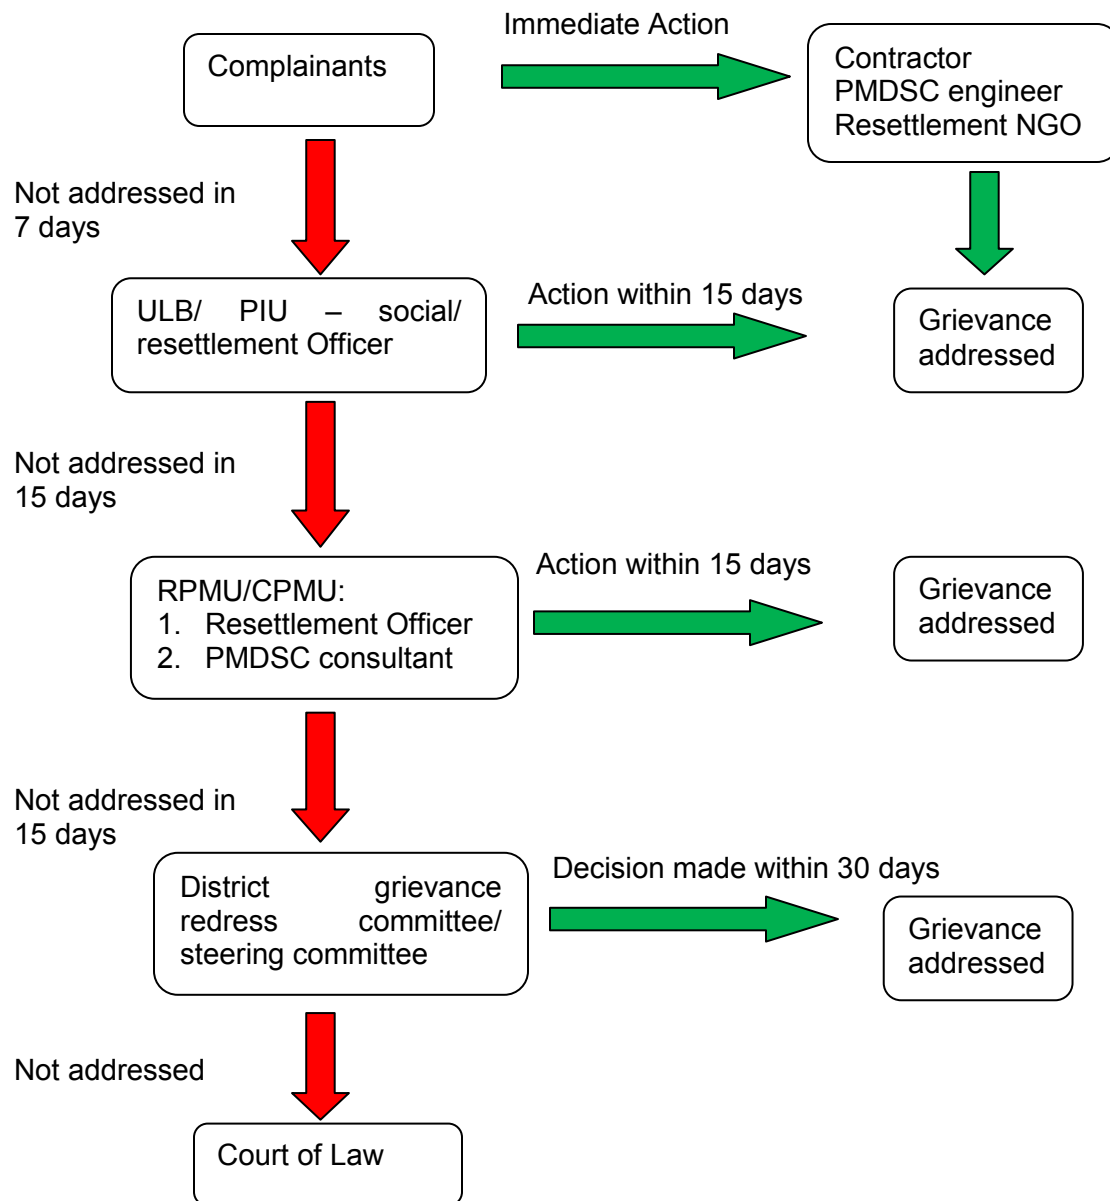 Immediate Action
Complainants
Contractor
PMDSC engineer
Resettlement NGO
Not addressed in
7 days
ULB/ PIU – social/
resettlement Officer
Action within 15 days
Grievance
addressed
Not addressed in
15 days
RPMU/CPMU:
1. Resettlement Officer
2. PMDSC consultant
Action within 15 days
Grievance
addressed
Not addressed in
15 days
District grievance
redress committee/
steering committee
Decision made within 30 days
Grievance
addressed
Not addressed
Court of Law